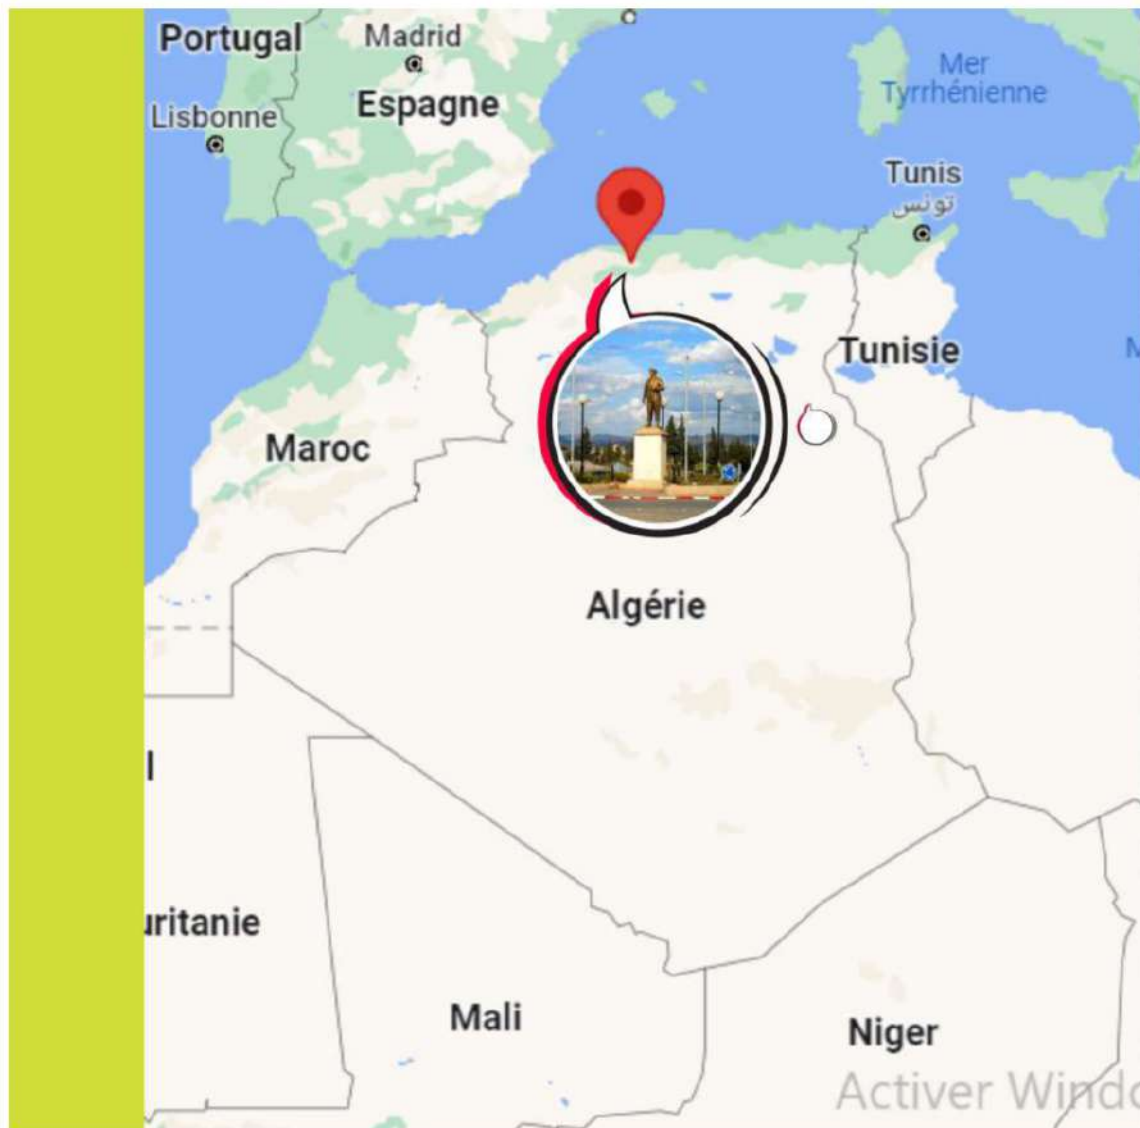 Portugal
Madrid
Espagne
Lisbonne
Mer
Tyrrhénienne
Tunis
تونس
Tunisie
M
Maroc
Algérie
l
uritanie
Mali
Niger
Activer Windo